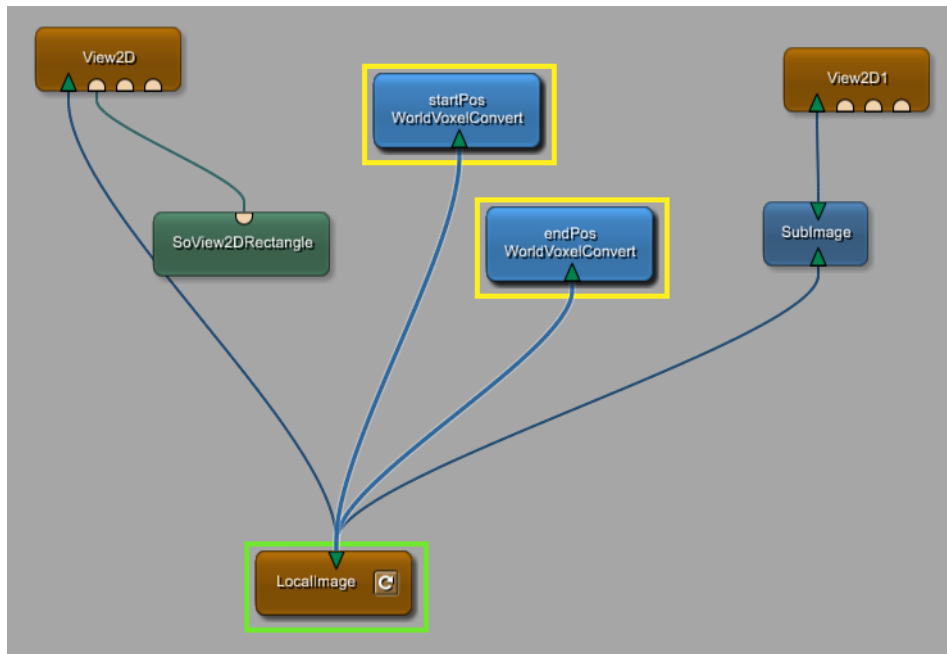 View2D
startPos
WorldVoxelConvert
View2D1
SoView2DRectangle
endPos
WorldVoxelConvert
SubImage
LocalImage